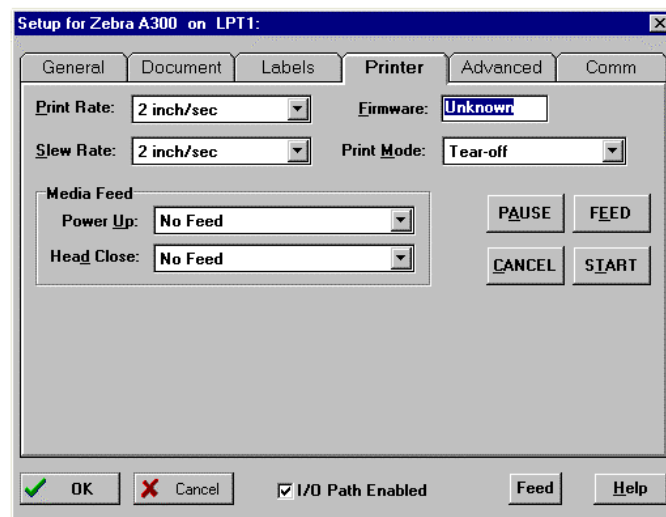 Setup for Zebra A300 on LPT1:
General Document Labels Printer Advanced Comm
Print Rate: 2 inch/sec Firmware: Unknown
Slew Rate: 2 inch/sec Print Mode: Tear-off
Media Feed
Power Up: No Feed PAUSE FEED
Head Close: No Feed CANCEL START
OK Cancel I/O Path Enabled Feed Help